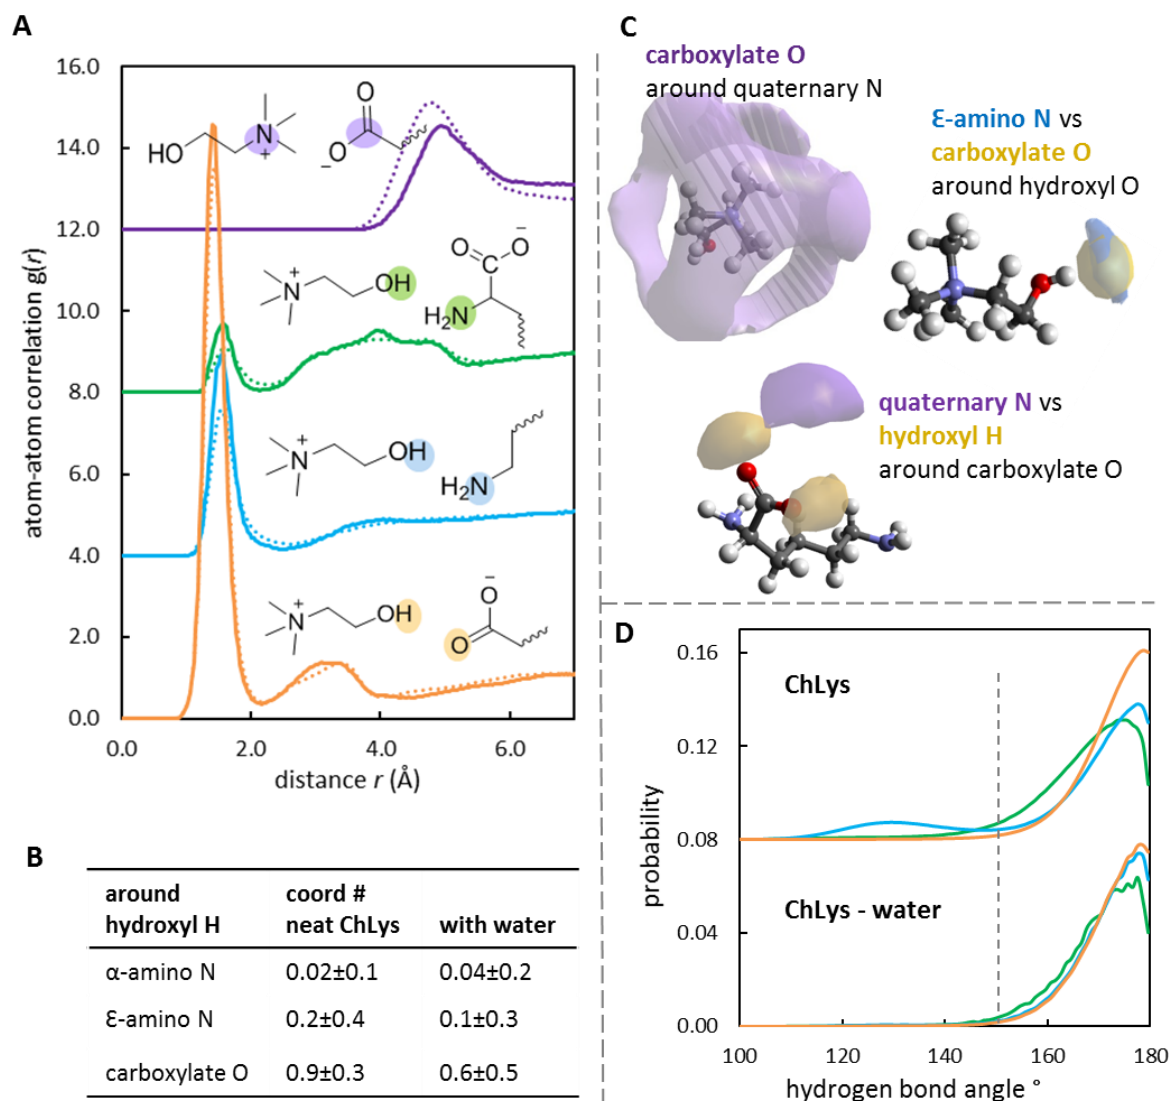 A
16.0
14.0
12.0
10.0
8.0
6.0
4.0
2.0
0.0
atom-atom correlation g(r)
0.0 2.0 4.0 6.0
distance r (Å)
HO N +
O −O
+ N OH
O O−
H₂N
+ N OH
H₂N
+ N OH
− O
O
B
around hydroxyl H
coord # neat ChLys
with water
α-amino N 0.02±0.1 0.04±0.2
Ɛ-amino N 0.2±0.4 0.1±0.3
carboxylate O 0.9±0.3 0.6±0.5
C
carboxylate O
around quaternary N
Ɛ-amino N vs
carboxylate O
around hydroxyl O
quaternary N vs
hydroxyl H
around carboxylate O
D
0.16
0.12
0.08
0.04
0.00
probability
ChLys
ChLys - water
100 120 140 160 180
hydrogen bond angle °